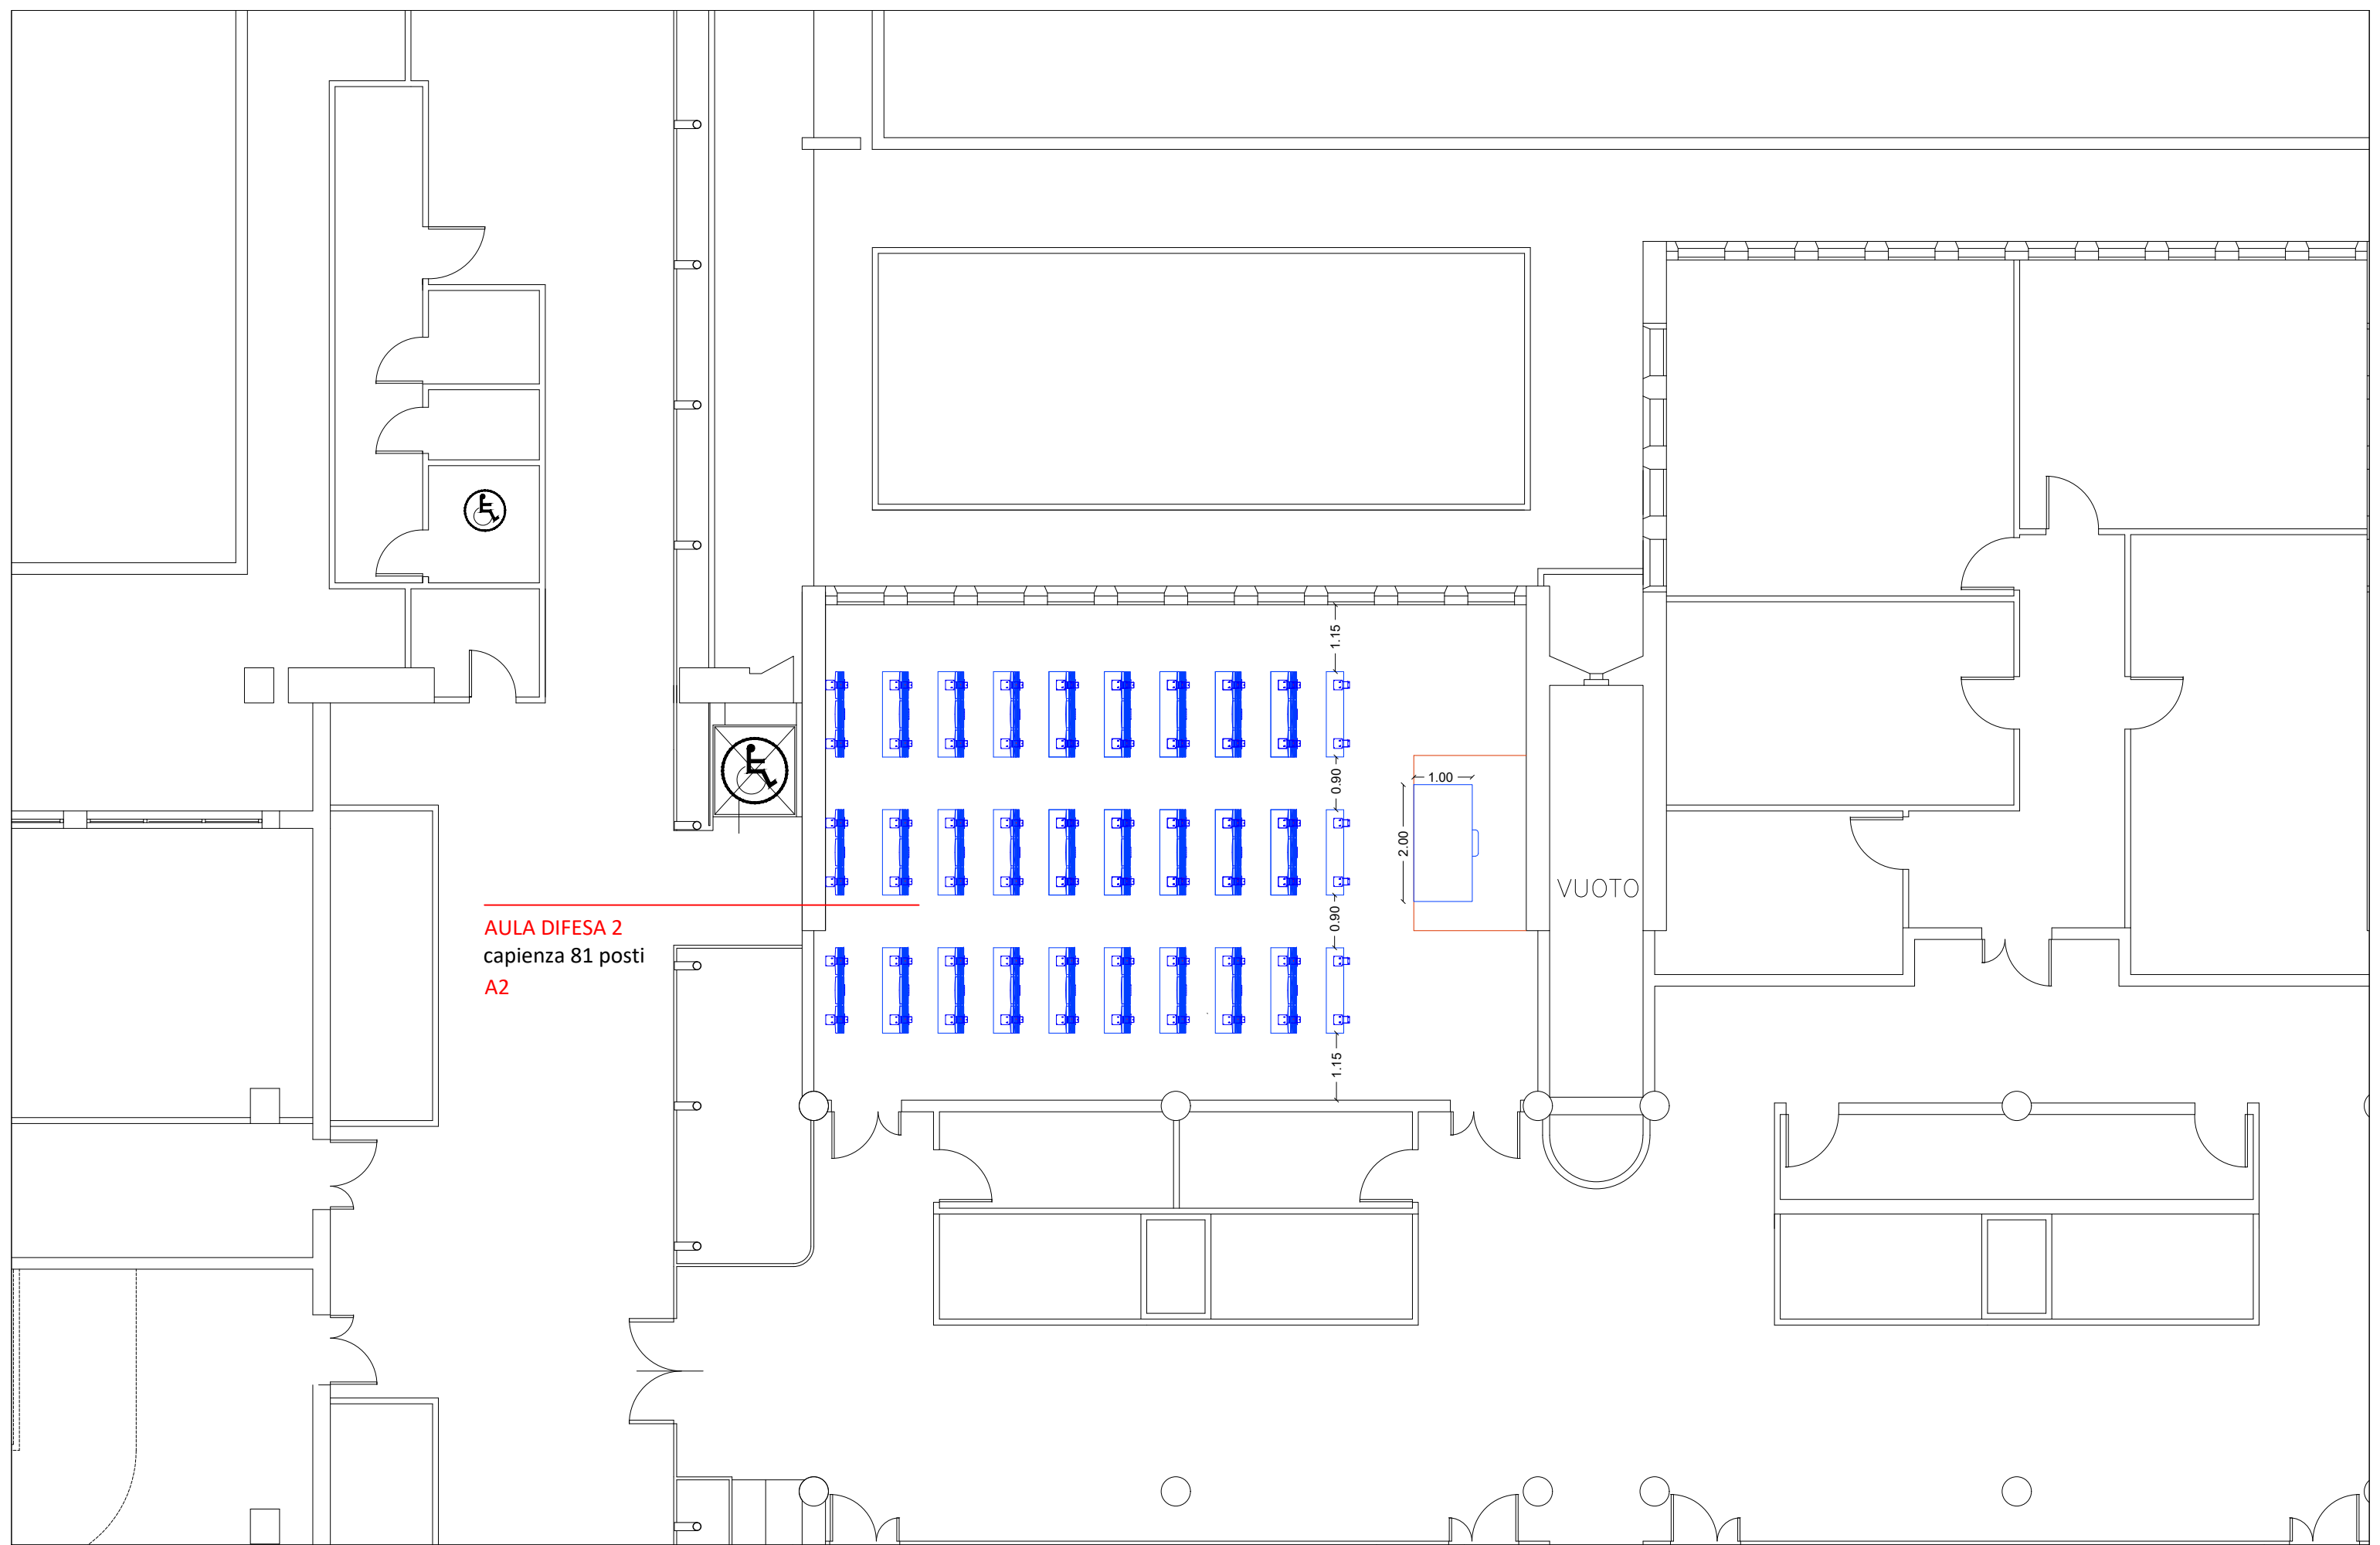 1.15
0.90
1.00
2.00
VUOTO
0.90
AULA DIFESA 2
capienza 81 posti
A2
1.15